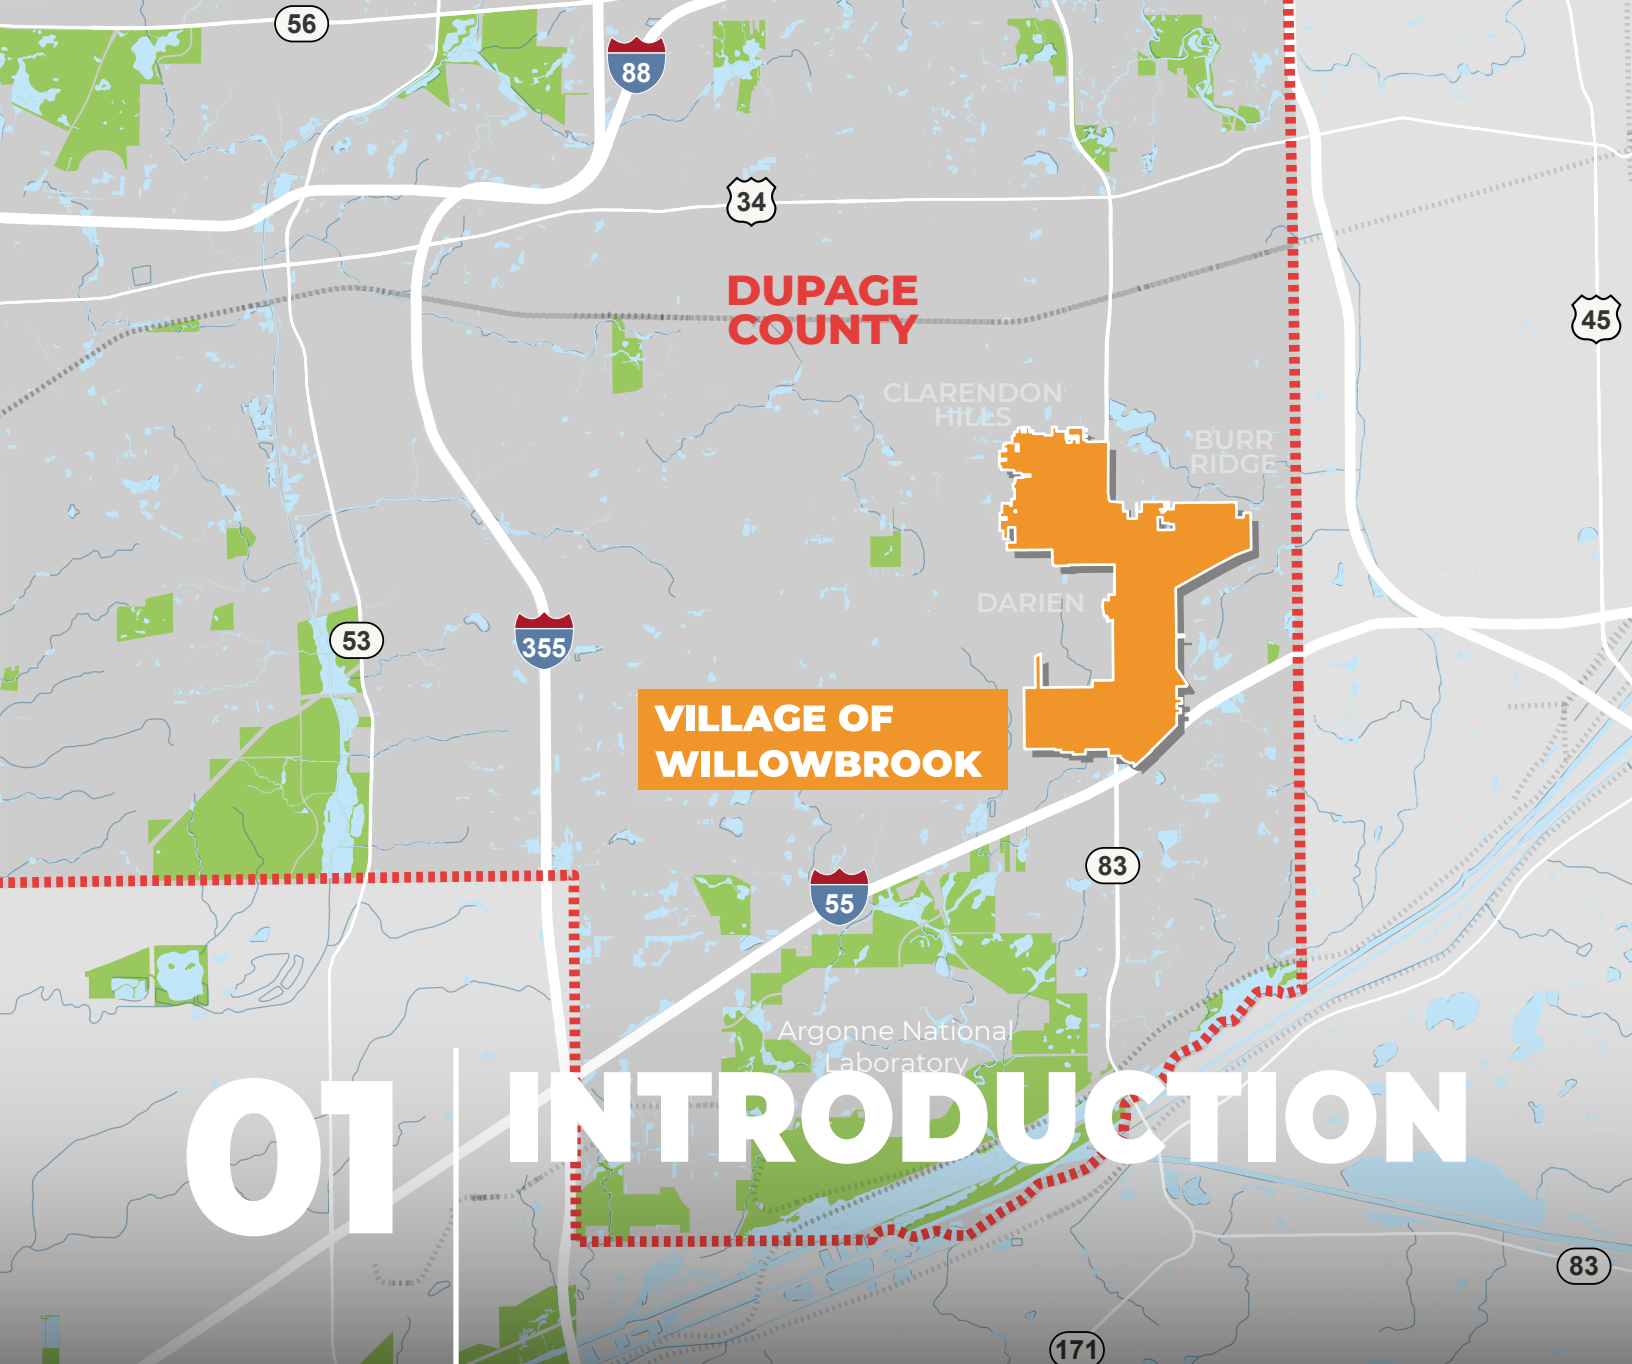 56
88
34
DUPAGE
COUNTY
45
CLARENDON
HILLS
BURR
RIDGE
DARIEN
53
355
VILLAGE OF
WILLOWBROOK
83
55
Argonne National
Laboratory
01 INTRODUCTION
83
171